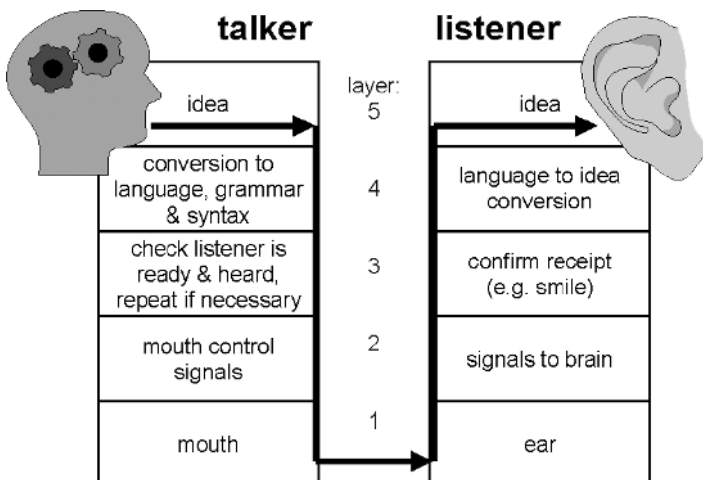 talker
listener
layer:
idea
5
idea
conversion to
language, grammar
& syntax
4
language to idea
conversion
check listener is
ready & heard,
repeat if necessary
3
confirm receipt
(e.g. smile)
mouth control
signals
2
signals to brain
mouth
1
ear